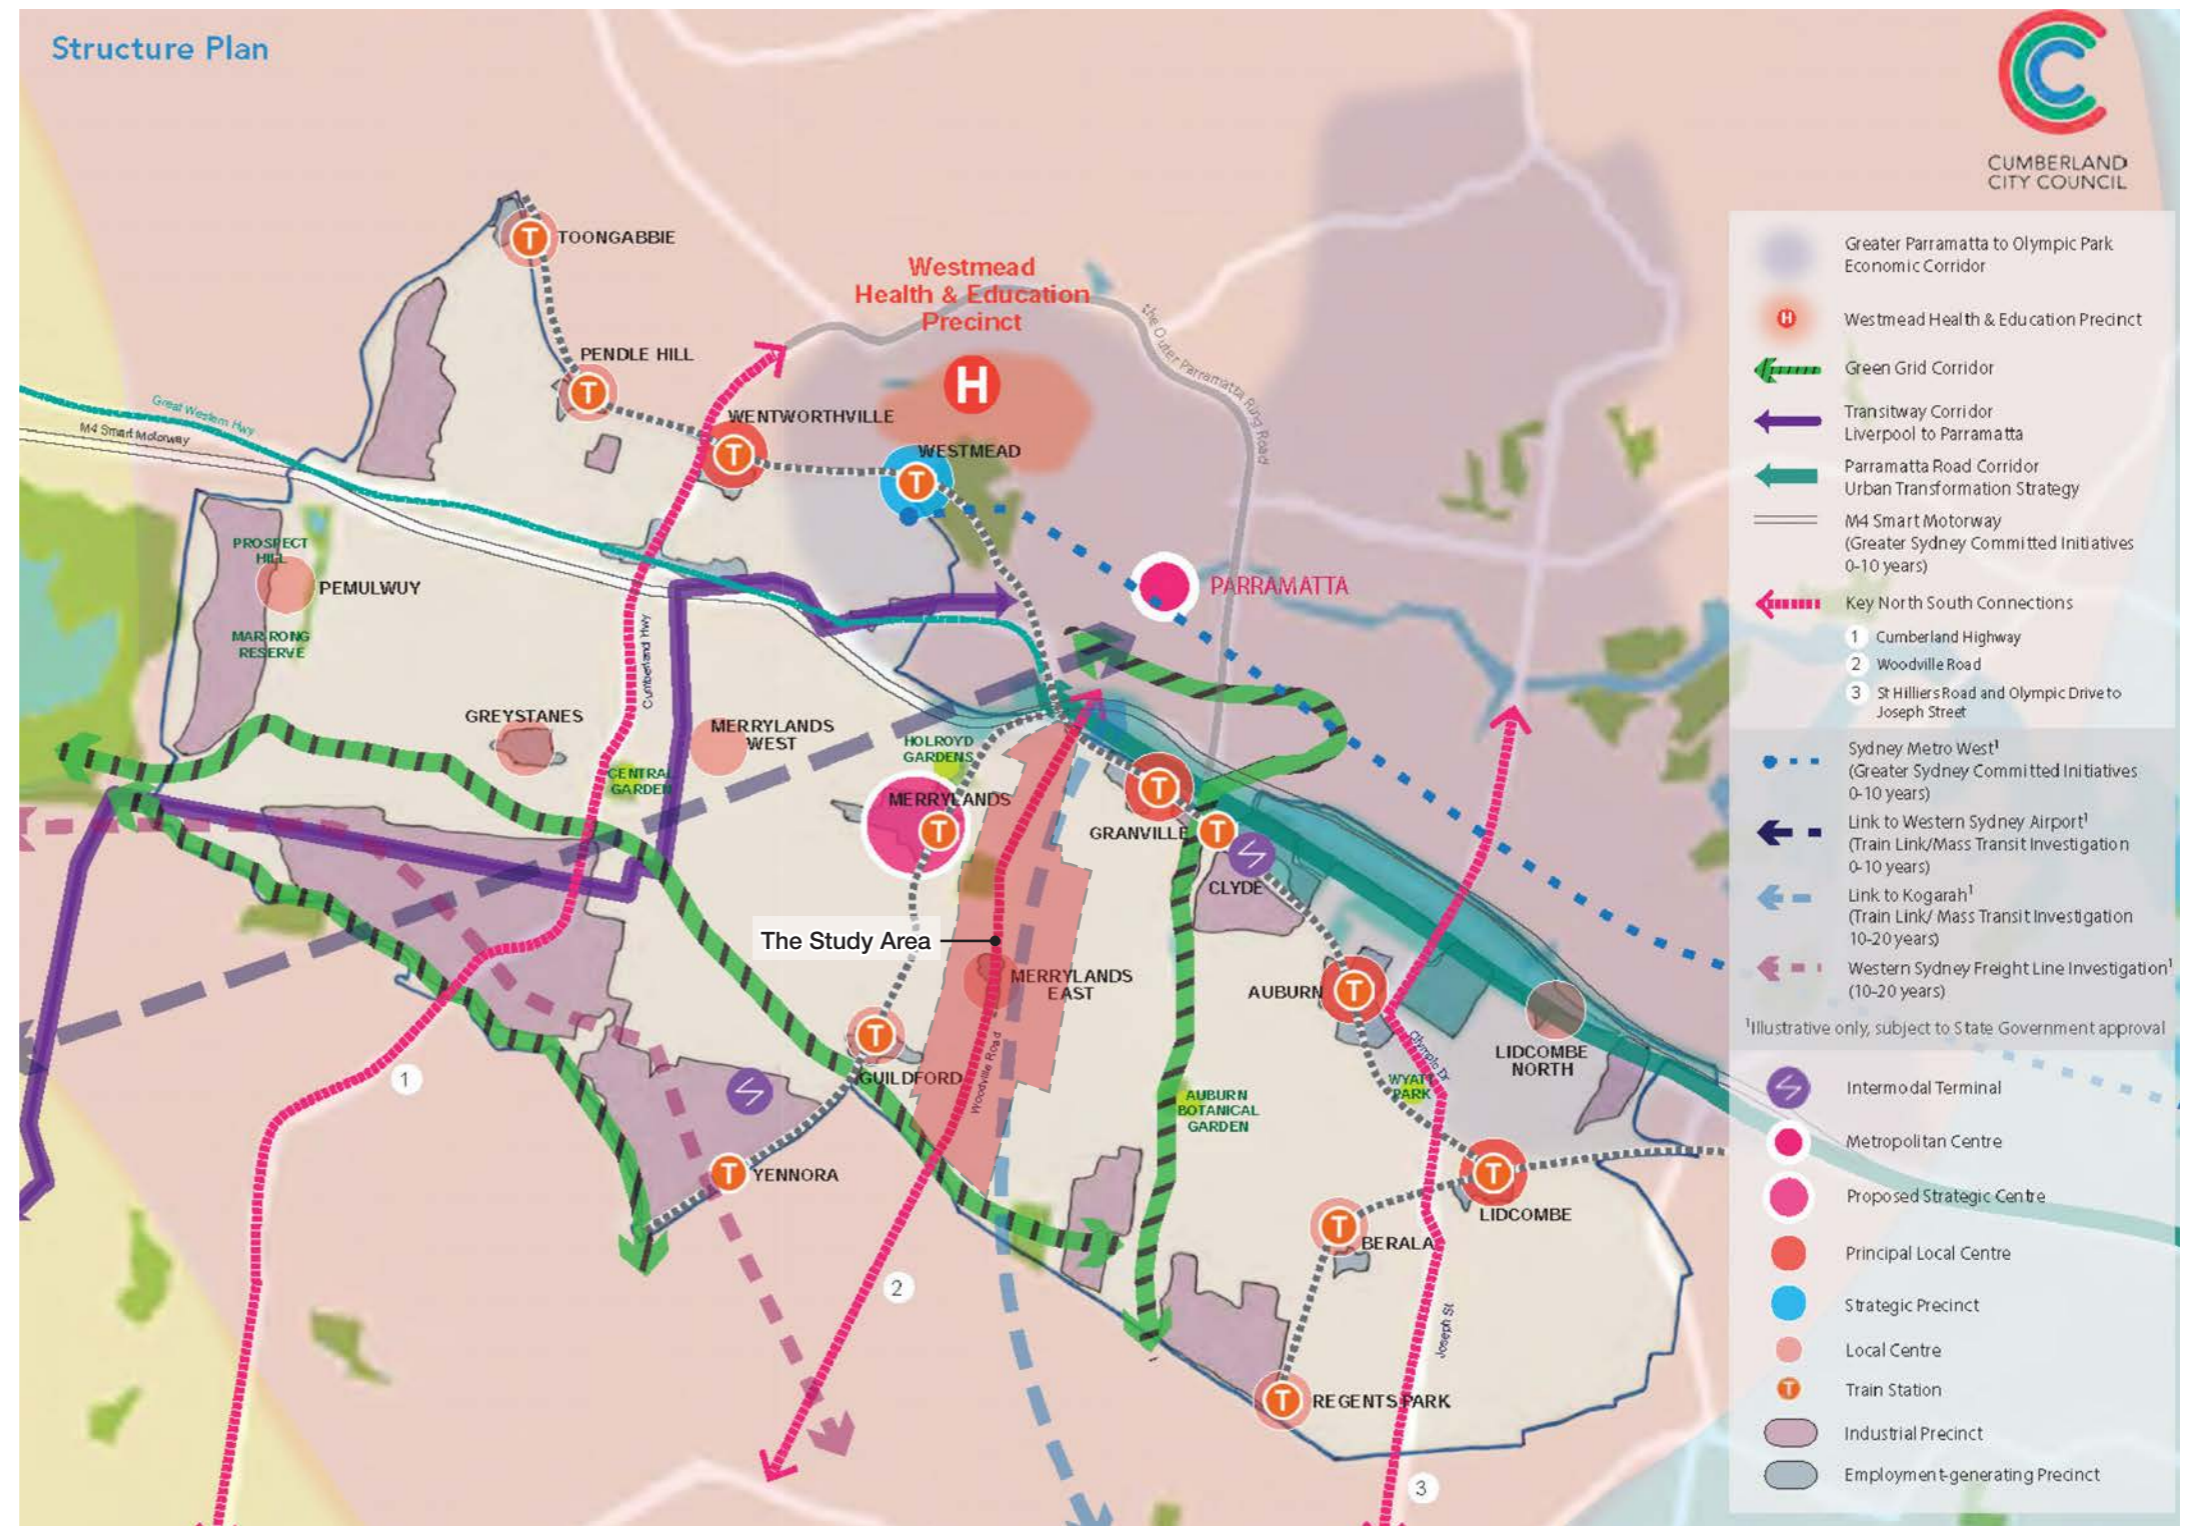 Structure Plan
CUMBERLAND
CITY COUNCIL
TOONGABBIE
Westmead
Health & Education
Precinct
H
the Outer Parramatta Ring Road
PENDLE HILL
WENTWORTHVILLE
WESTMEAD
Great Western Hwy
M4 Smart Motorway
PROSPECT
HILL
PEMULWUY
MARRONG
RESERVE
PARRAMATTA
Cumberland Hwy
GREYSTANES
MERRYLANDS
WEST
CENTRAL
GARDEN
HOLROYD
GARDENS
MERRYLANDS
GRANVILLE
CLYDE
The Study Area
MERRYLANDS
EAST
AUBURN
Olympic Dr
LIDCOMBE
NORTH
GUILDFORD
Woodville Road
WYATT
PARK
AUBURN
BOTANICAL
GARDEN
1
YENNORA
LIDCOMBE
BERALA
2
Joseph St
REGENTS PARK
3
T
T
T
T
T
T
T
T
T
T
T
T
T
Greater Parramatta to Olympic Park
Economic Corridor
H
Westmead Health & Education Precinct
Green Grid Corridor
Transitway Corridor
Liverpool to Parramatta
Parramatta Road Corridor
Urban Transformation Strategy
M4 Smart Motorway
(Greater Sydney Committed Initiatives
0-10 years)
Key North South Connections
1 Cumberland Highway
2 Woodville Road
3 St Hilliers Road and Olympic Drive to
Joseph Street
Sydney Metro West¹
(Greater Sydney Committed Initiatives
0-10 years)
Link to Western Sydney Airport¹
(Train Link/Mass Transit Investigation
0-10 years)
Link to Kogarah¹
(Train Link/ Mass Transit Investigation
10-20 years)
Western Sydney Freight Line Investigation¹
(10-20 years)
¹Illustrative only, subject to State Government approval
Intermodal Terminal
Metropolitan Centre
Proposed Strategic Centre
Principal Local Centre
Strategic Precinct
Local Centre
T Train Station
Industrial Precinct
Employment-generating Precinct